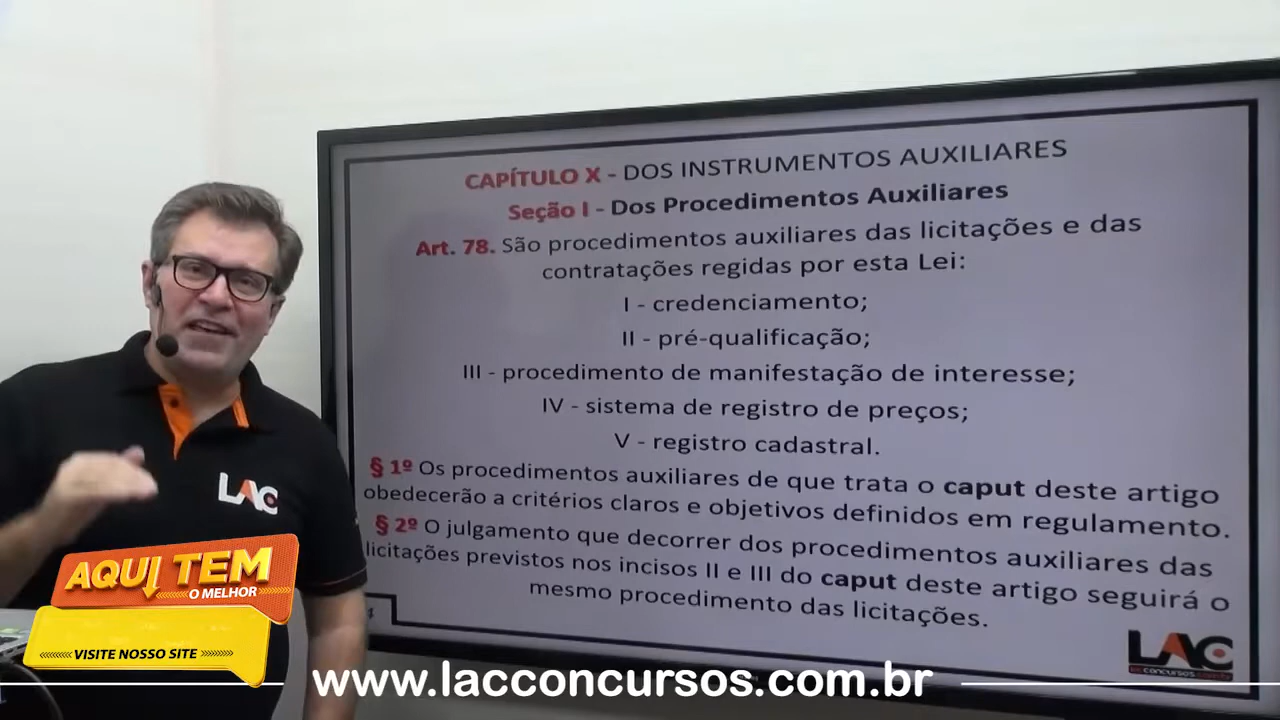 CAPÍTULO X - DOS INSTRUMENTOS AUXILIARES
Seção I - Dos Procedimentos Auxiliares
Art. 78. São procedimentos auxiliares das licitações e das
contratações regidas por esta Lei:
I - credenciamento;
II - pré-qualificação;
III - procedimento de manifestação de interesse;
IV - sistema de registro de preços;
V - registro cadastral.
§ 1º Os procedimentos auxiliares de que trata o caput deste artigo
obedecerão a critérios claros e objetivos definidos em regulamento.
§ 2º O julgamento que decorrer dos procedimentos auxiliares das
licitações previstos nos incisos II e III do caput deste artigo seguirá o
mesmo procedimento das licitações.
4
LAC
concursos.com.br
LAC
AQUI TEM
O MELHOR
VISITE NOSSO SITE
www.lacconcursos.com.br